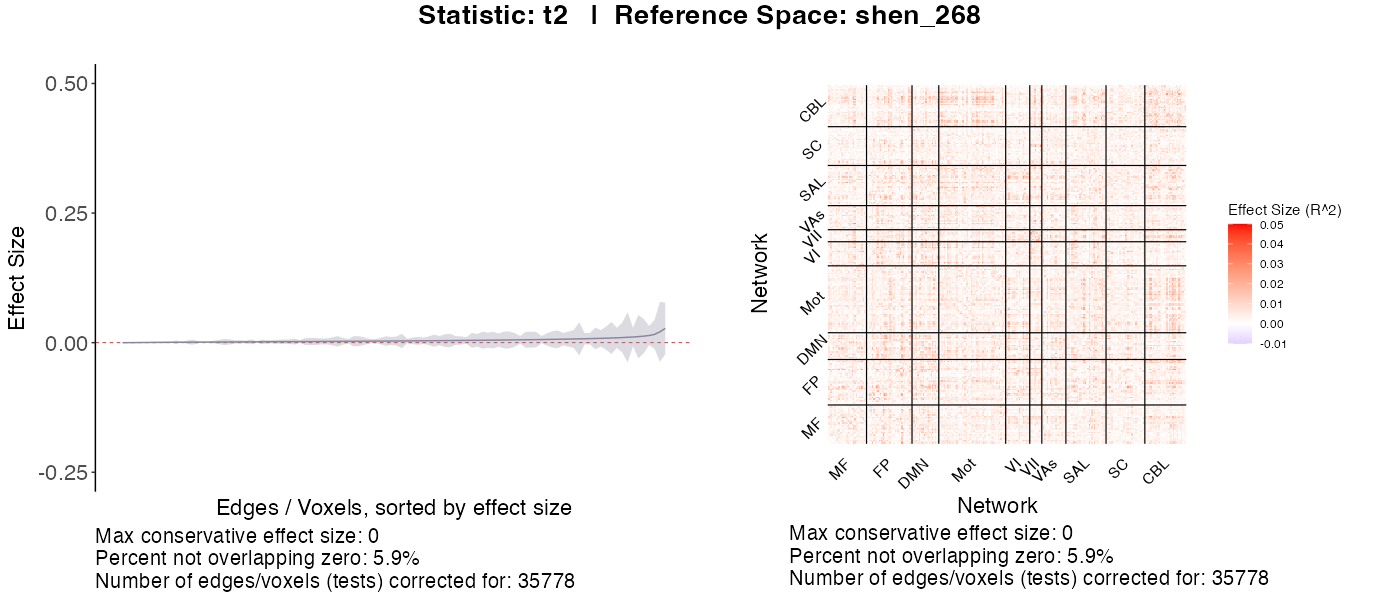 Statistic: t2 | Reference Space: shen_268
0.50
0.25
0.00
-0.25
Effect Size
Edges / Voxels, sorted by effect size
Max conservative effect size: 0
Percent not overlapping zero: 5.9%
Number of edges/voxels (tests) corrected for: 35778
Network
CBL
SC
SAL
VAs
VII
VI
Mot
DMN
FP
MF
MF FP DMN Mot VI VII VAs SAL SC CBL
Network
Max conservative effect size: 0
Percent not overlapping zero: 5.9%
Number of edges/voxels (tests) corrected for: 35778
Effect Size (R^2)
0.05
0.04
0.03
0.02
0.01
0.00
-0.01